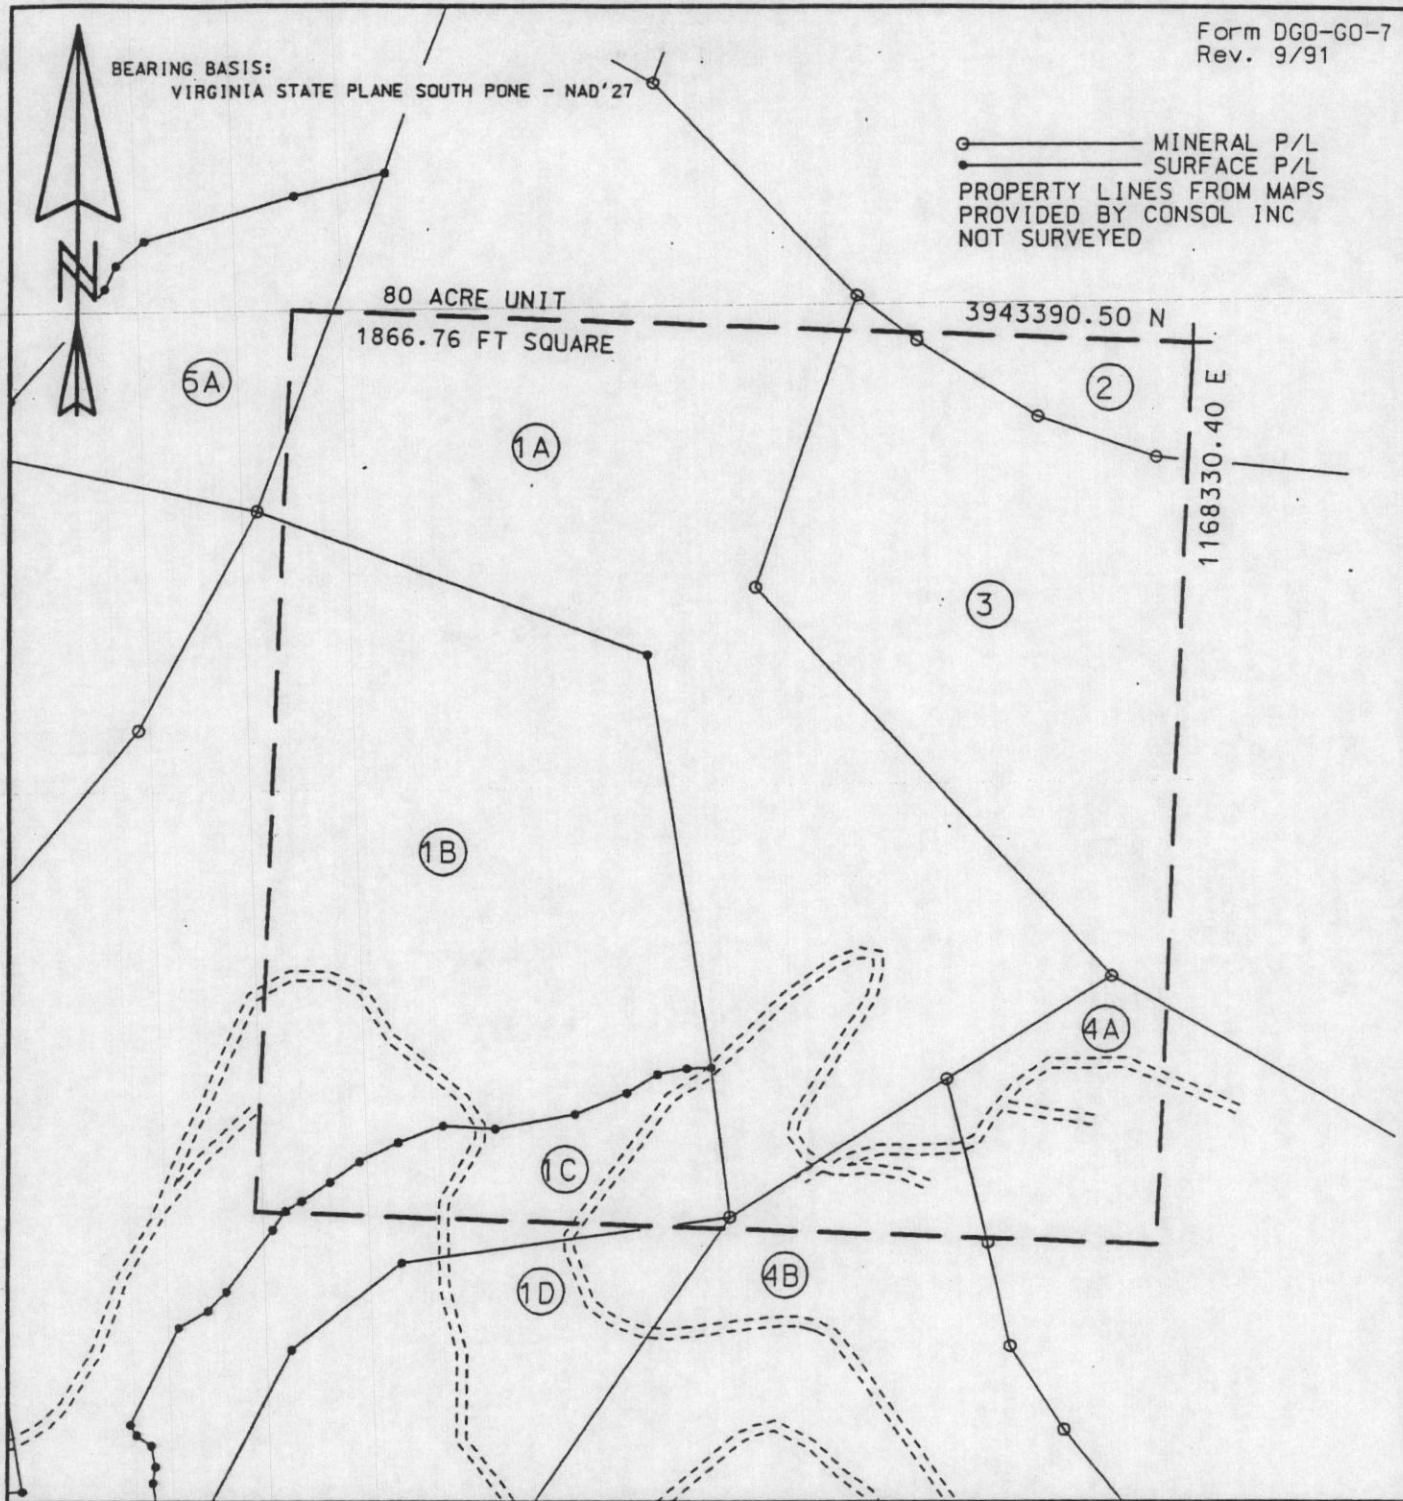 Form DGO-GO-7
Rev. 9/91
BEARING BASIS:
VIRGINIA STATE PLANE SOUTH PONE - NAD'27
MINERAL P/L
SURFACE P/L
PROPERTY LINES FROM MAPS
PROVIDED BY CONSOL INC
NOT SURVEYED
N
80 ACRE UNIT
3943390.50 N
1866.76 FT SQUARE
5A
2
1168330.40 E
1A
3
1B
4A
1C
4B
1D